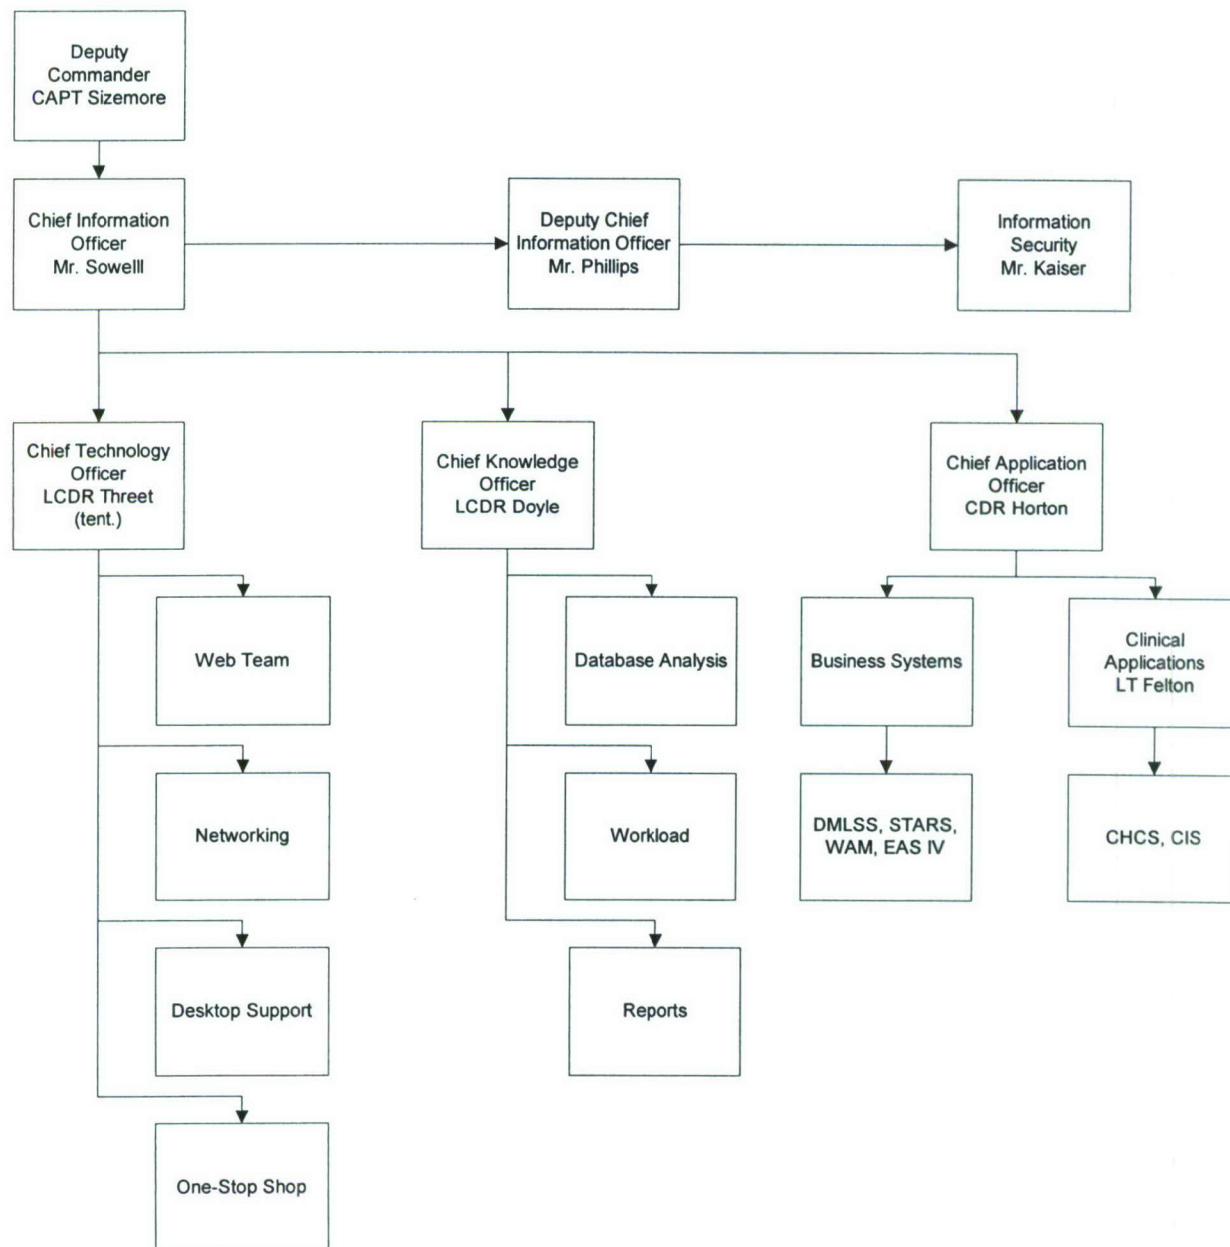 Deputy
Commander
CAPT Sizemore
Chief Information
Officer
Mr. Sowelll
Deputy Chief
Information Officer
Mr. Phillips
Information
Security
Mr. Kaiser
Chief Technology
Officer
LCDR Threet
(tent.)
Chief Knowledge
Officer
LCDR Doyle
Chief Application
Officer
CDR Horton
Web Team
Database Analysis
Business Systems
Clinical
Applications
LT Felton
Networking
Workload
DMLSS, STARS,
WAM, EAS IV
CHCS, CIS
Desktop Support
Reports
One-Stop Shop